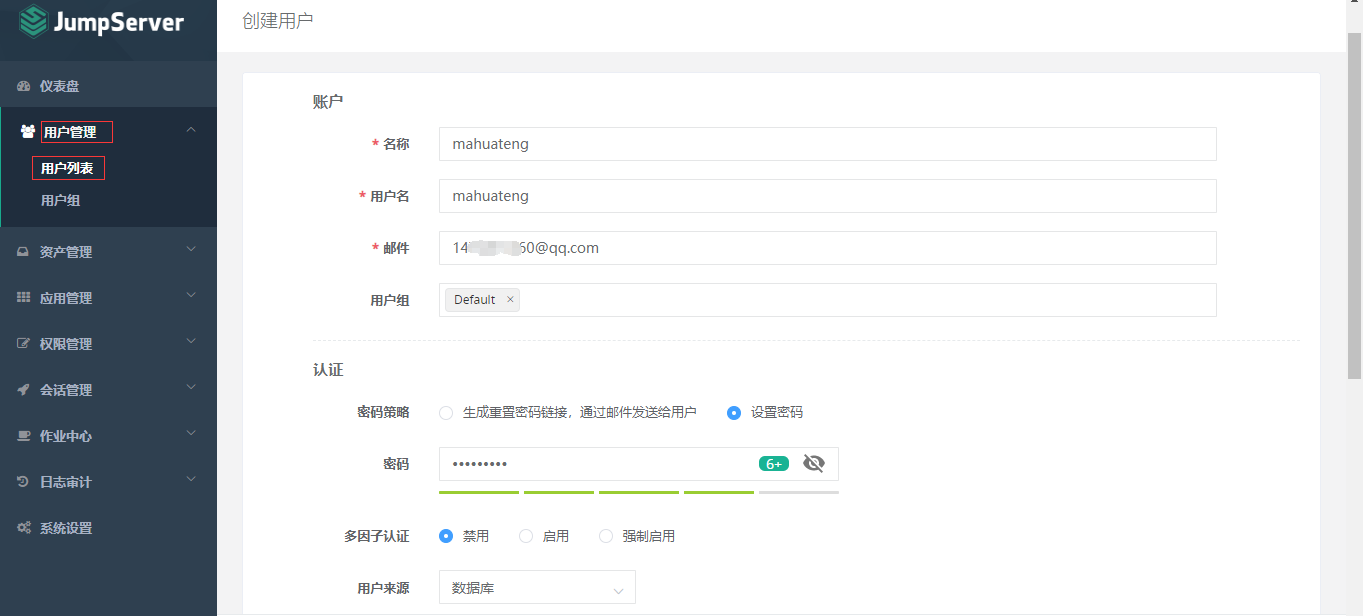 JumpServer
创建用户
仪表盘
用户管理
用户列表
用户组
资产管理
应用管理
权限管理
会话管理
作业中心
日志审计
系统设置
账户
* 名称 mahuateng
* 用户名 mahuateng
* 邮件 14 60@qq.com
用户组 Default ×
认证
密码策略 生成重置密码链接，通过邮件发送给用户 设置密码
密码 ••••••••• 6+
多因子认证 禁用 启用 强制启用
用户来源 数据库